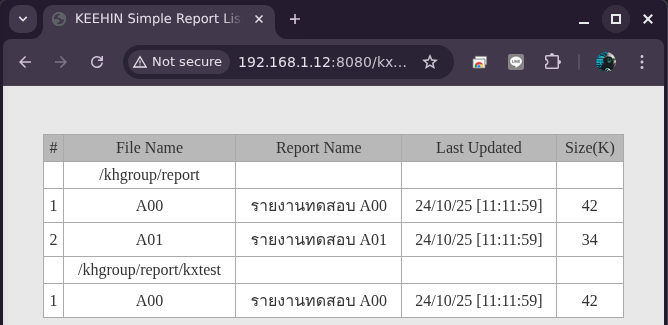 KEEHIN Simple Report Lis
Not secure 192.168.1.12:8080/kx...
# File Name Report Name Last Updated Size(K)
/khgroup/report
1 A00 รายงานทดสอบ A00 24/10/25 [11:11:59] 42
2 A01 รายงานทดสอบ A01 24/10/25 [11:11:59] 34
/khgroup/report/kxtest
1 A00 รายงานทดสอบ A00 24/10/25 [11:11:59] 42